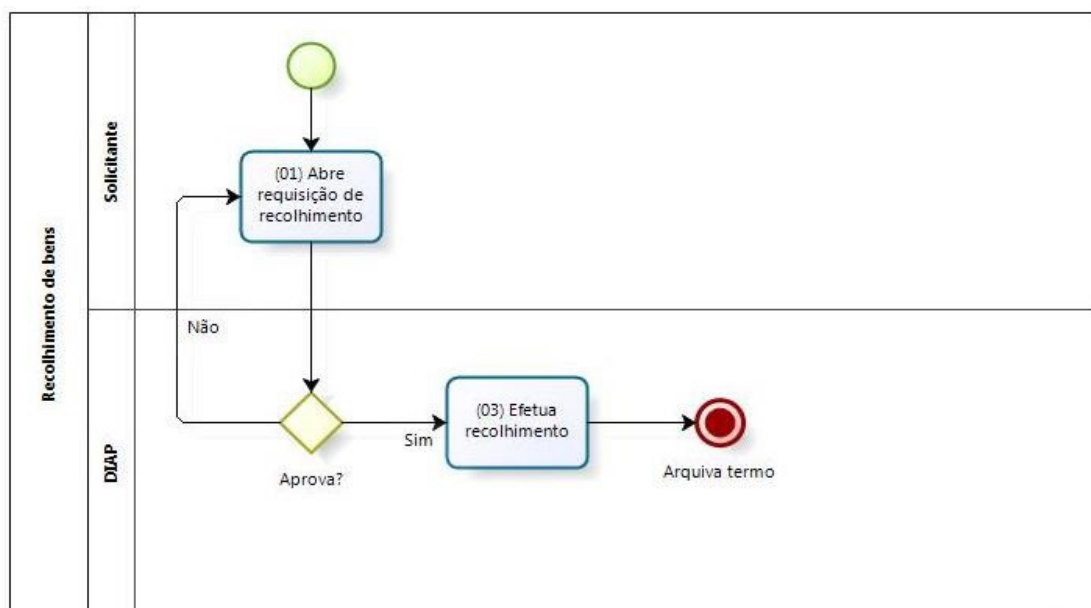 Recolhimento de bens
Solicitante
(01) Abre
requisição de
recolhimento
DIAP
Não
Aprova?
Sim
(03) Efetua
recolhimento
Arquiva termo